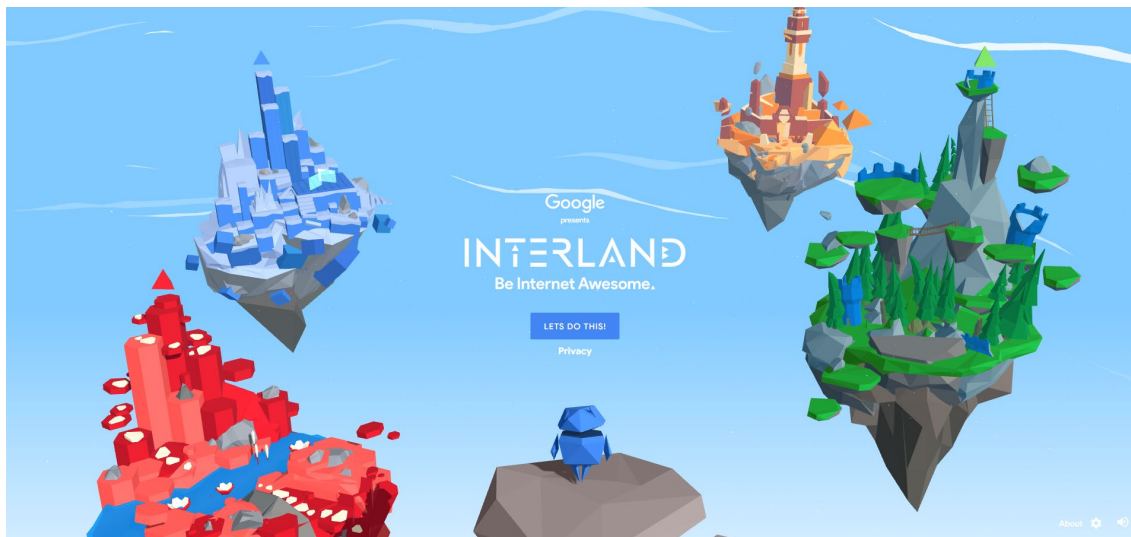 Google
presents
INTERLAND
Be Internet Awesome.
LETS DO THIS!
Privacy
About